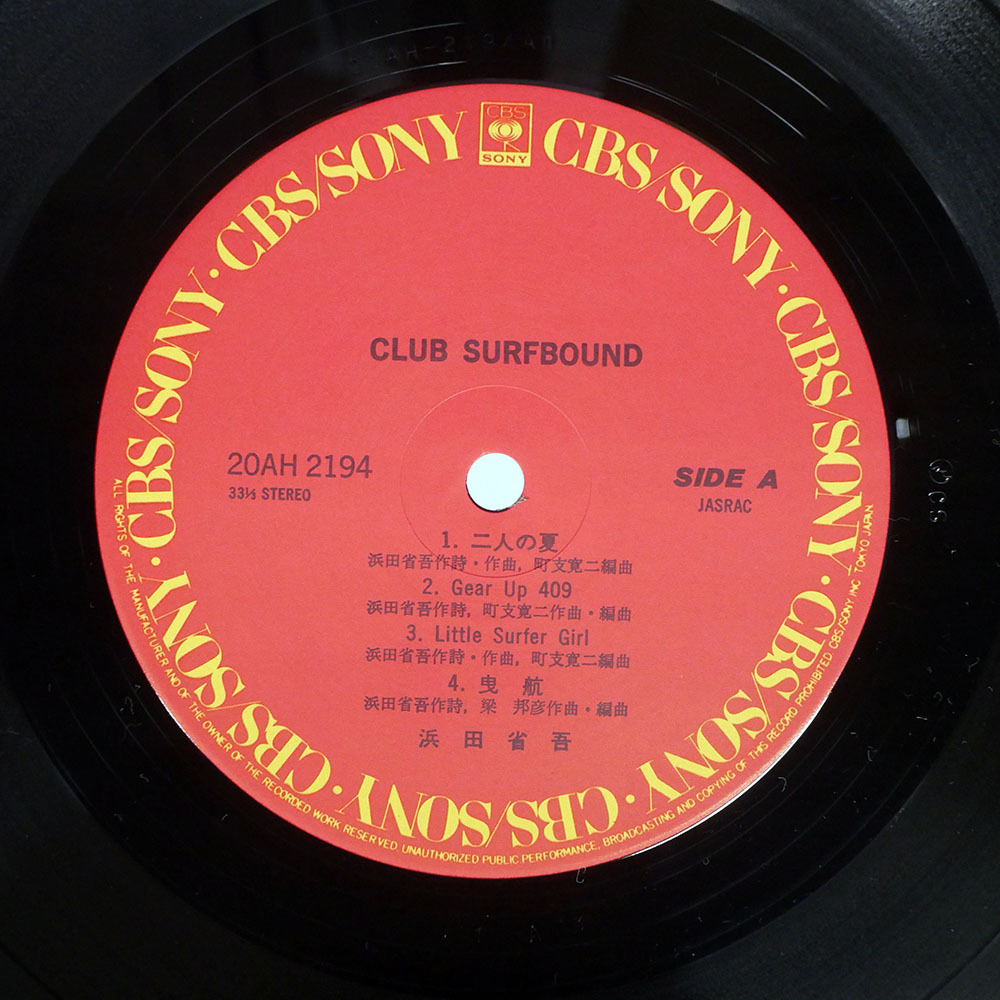 CBS
SONY
CBS/SONY · CBS/SONY · CBS/SONY · CBS/SONY · CBS/SONY · CBS/SONY · CBS/SONY · CBS/SONY
CLUB SURFBOUND
20AH 2194
33⅓ STEREO
SIDE A
JASRAC
1. 二人の夏
浜田省吾作詩・作曲, 町支寛二編曲
2. Gear Up 409
浜田省吾作詩, 町支寛二作曲・編曲
3. Little Surfer Girl
浜田省吾作詩・作曲, 町支寛二編曲
4. 曳 航
浜田省吾作詩, 梁 邦彦作曲・編曲
浜田省吾
ALL RIGHTS OF THE MANUFACTURER AND OF THE OWNER OF THE RECORDED WORK RESERVED. UNAUTHORIZED PUBLIC PERFORMANCE, BROADCASTING AND COPYING OF THIS RECORD PROHIBITED CBS/SONY INC. TOKYO JAPAN